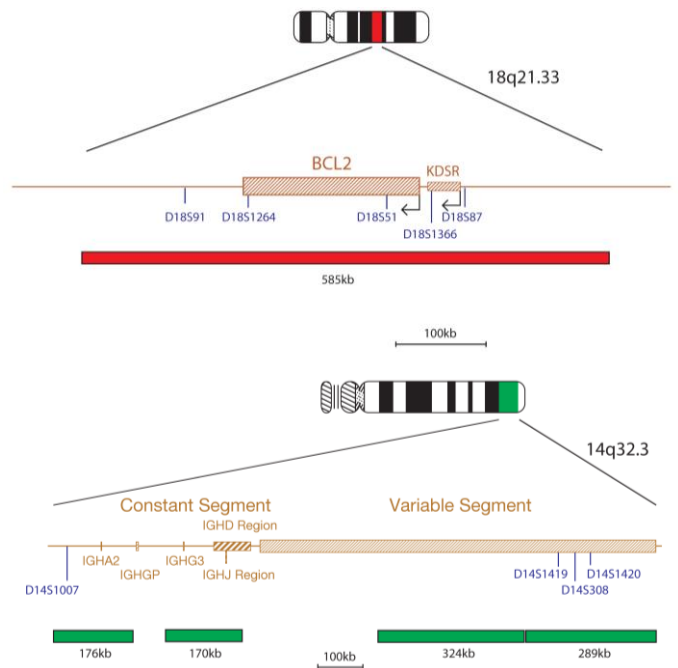 18q21.33
BCL2
KDSR
D18S91
D18S1264
D18S51
D18S87
D18S1366
585kb
100kb
14q32.3
Constant Segment
Variable Segment
IGHD Region
IGHA2
IGHGP
IGHG3
IGHJ Region
D14S1007
D14S1419
D14S1420
D14S308
176kb
170kb
100kb
324kb
289kb